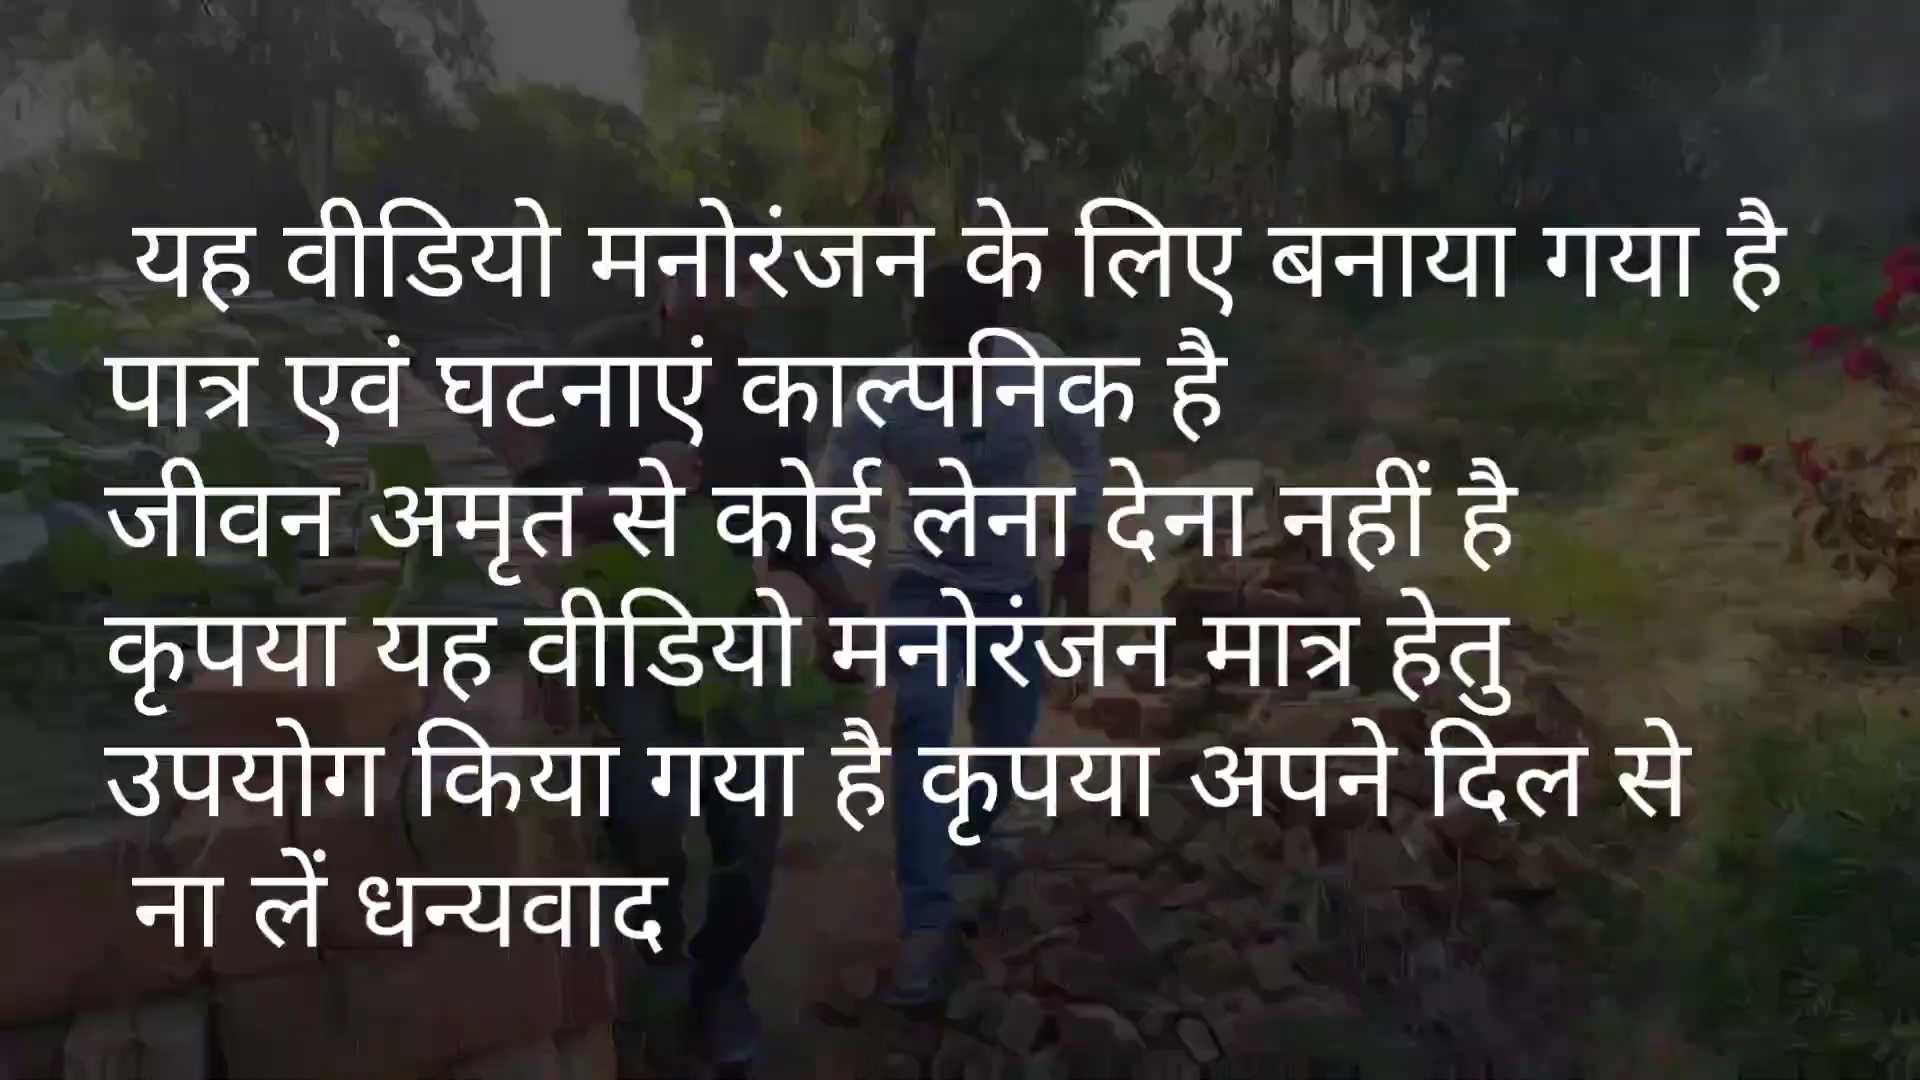 यह वीडियो मनोरंजन के लिए बनाया गया है
पात्र एवं घटनाएं काल्पनिक है
जीवन अमृत से कोई लेना देना नहीं है
कृपया यह वीडियो मनोरंजन मात्र हेतु
उपयोग किया गया है कृपया अपने दिल से
ना लें धन्यवाद